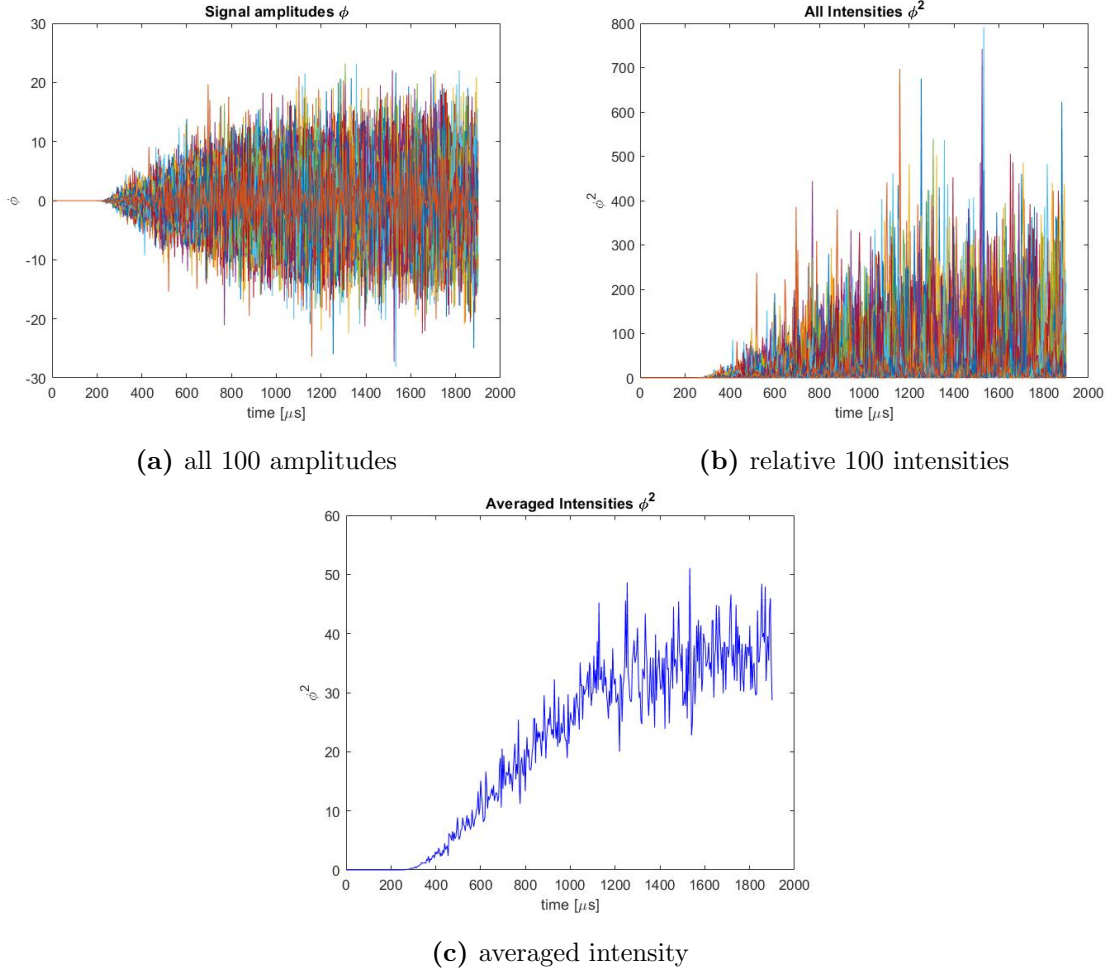 Signal amplitudes ϕ
30
20
10
0
-10
-20
-30
ϕ
0 200 400 600 800 1000 1200 1400 1600 1800 2000
time [μs]
(a) all 100 amplitudes
All Intensities ϕ²
800
700
600
500
400
300
200
100
0
ϕ²
0 200 400 600 800 1000 1200 1400 1600 1800 2000
time [μs]
(b) relative 100 intensities
Averaged Intensities ϕ²
60
50
40
30
20
10
0
ϕ²
0 200 400 600 800 1000 1200 1400 1600 1800 2000
time [μs]
(c) averaged intensity